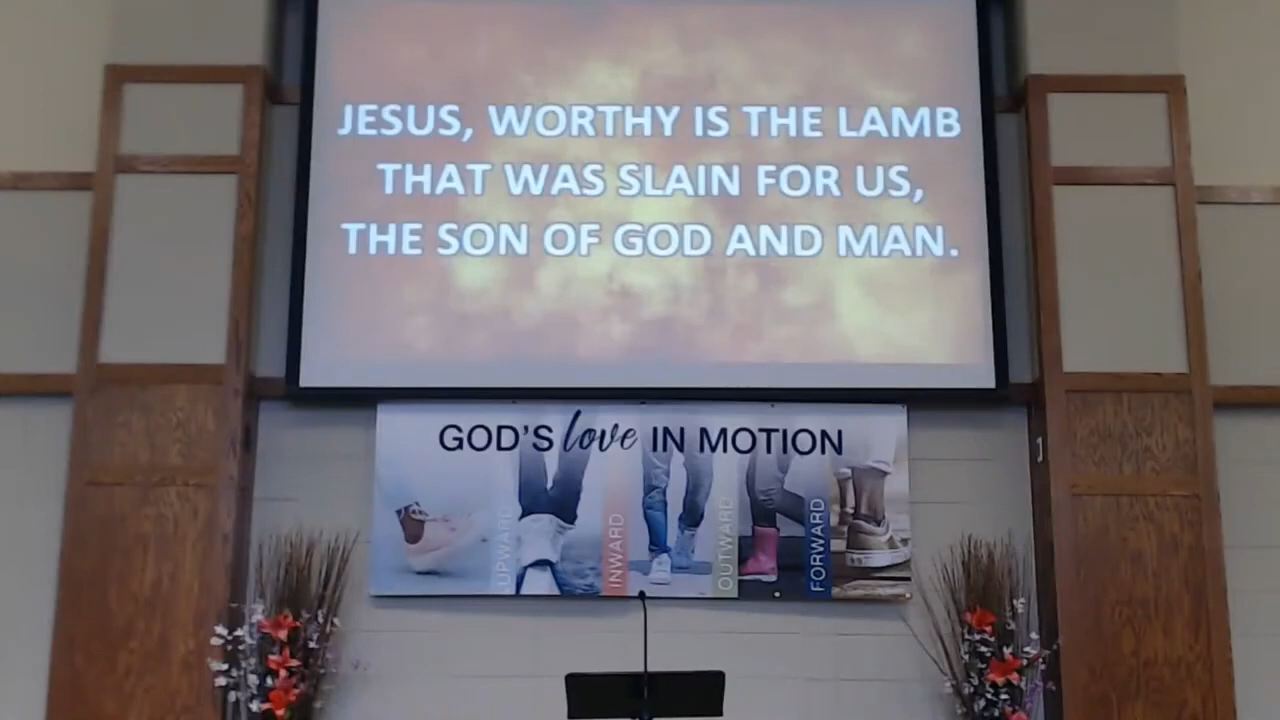 JESUS, WORTHY IS THE LAMB
THAT WAS SLAIN FOR US,
THE SON OF GOD AND MAN.
GOD'S love IN MOTION
UPWARD
INWARD
OUTWARD
FORWARD